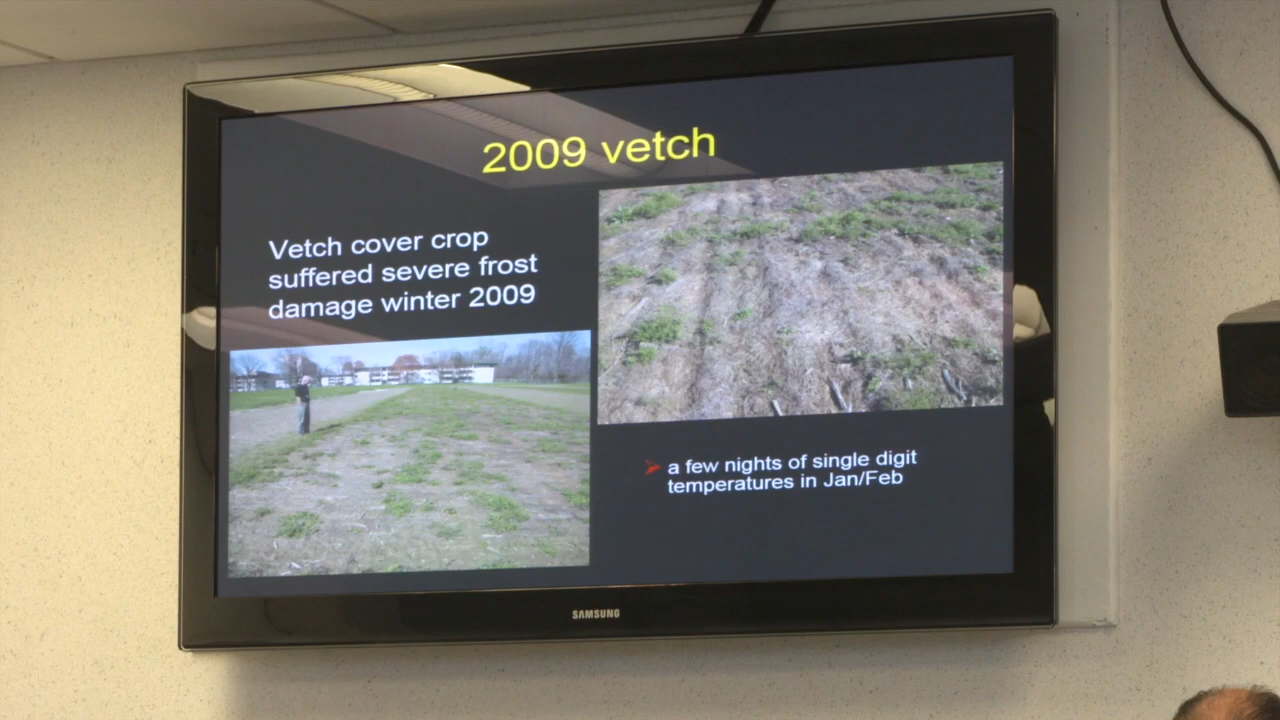 2009 vetch
Vetch cover crop
suffered severe frost
damage winter 2009
a few nights of single digit
temperatures in Jan/Feb
SAMSUNG